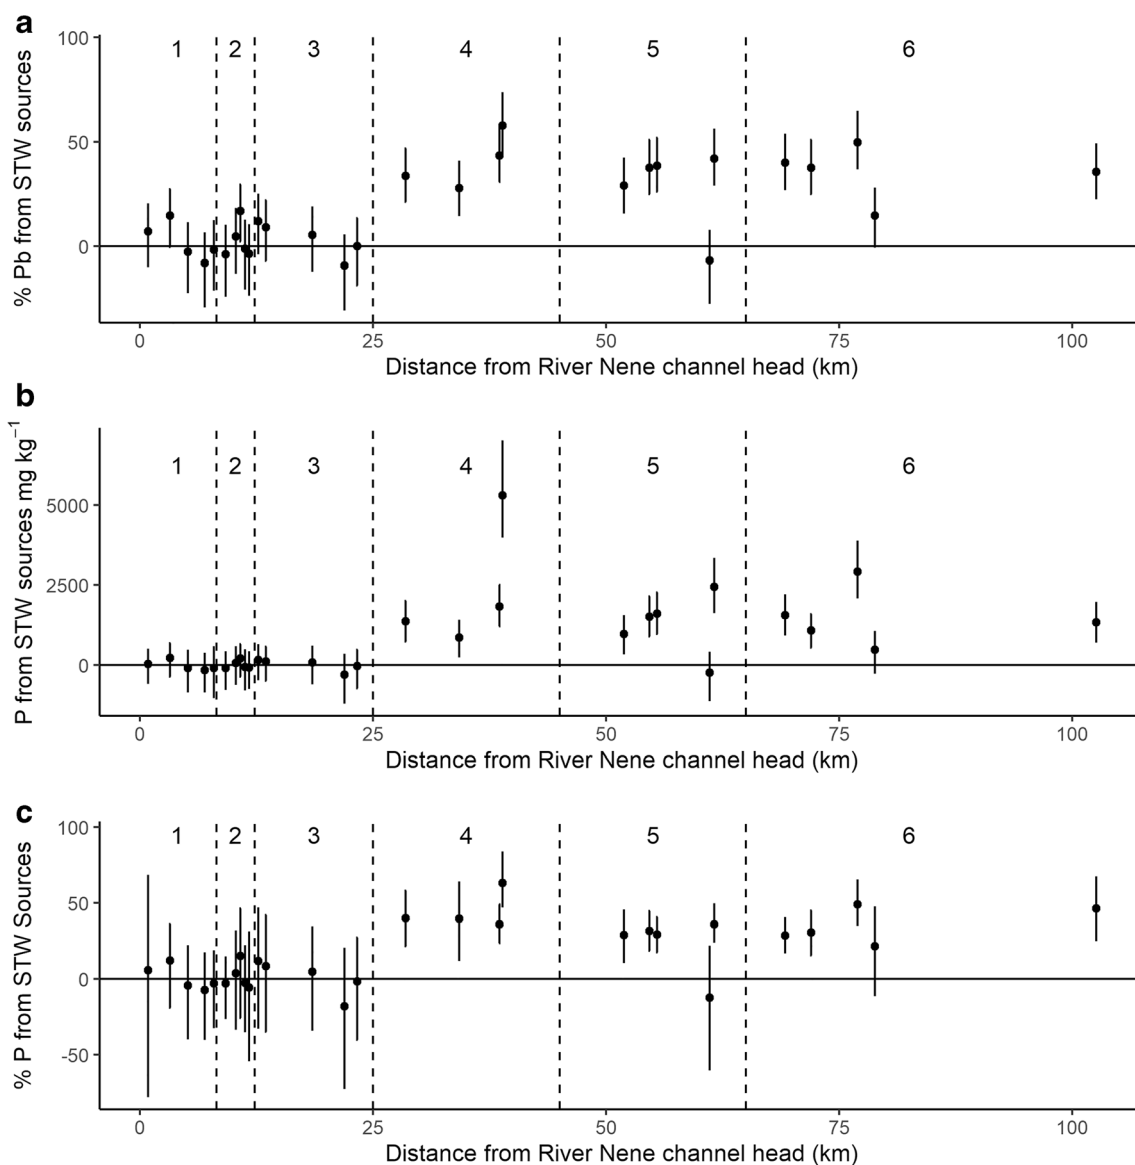 a
% Pb from STW sources
100
50
0
1 2 3 4 5 6
0 25 50 75 100
Distance from River Nene channel head (km)
b
P from STW sources mg kg⁻¹
5000
2500
0
1 2 3 4 5 6
0 25 50 75 100
Distance from River Nene channel head (km)
c
% P from STW Sources
100
50
0
-50
1 2 3 4 5 6
0 25 50 75 100
Distance from River Nene channel head (km)